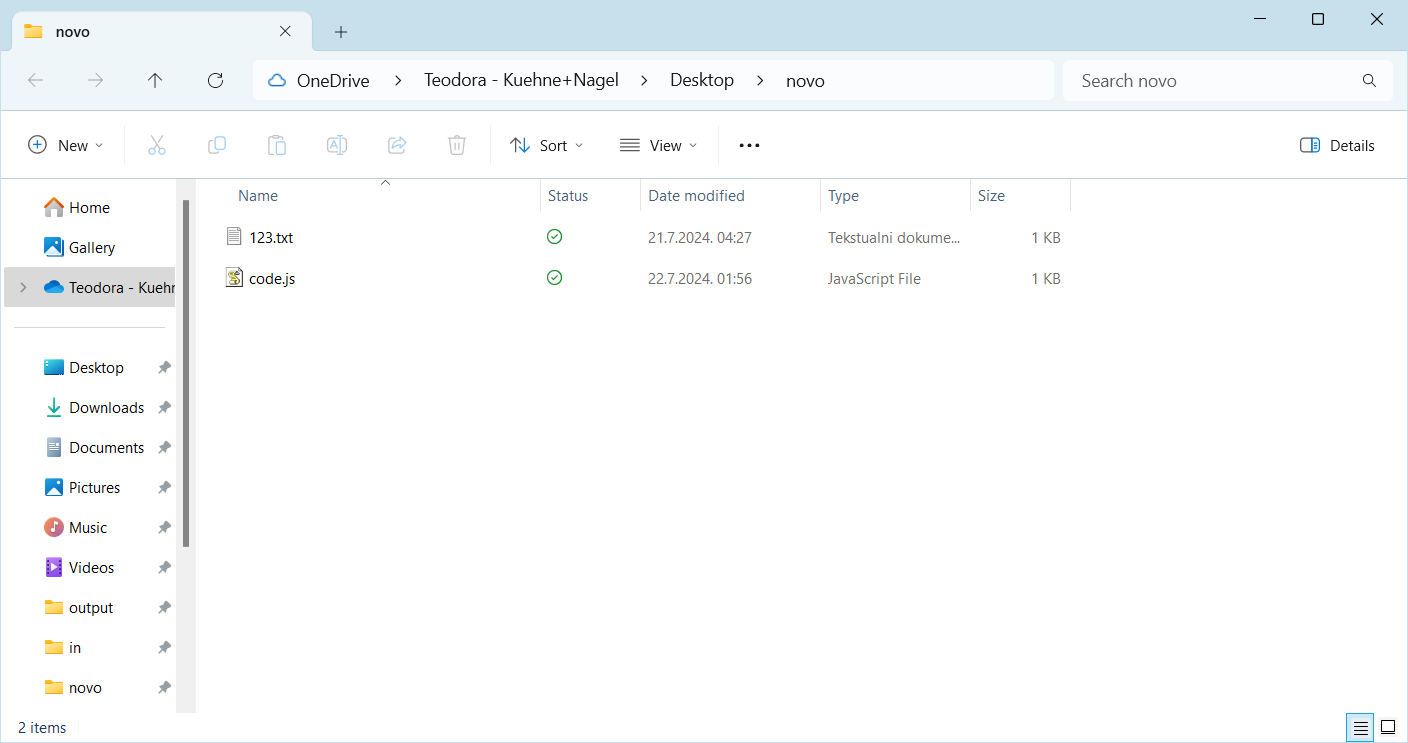 novo
OneDrive > Teodora - Kuehne+Nagel > Desktop > novo
Search novo
New
Sort
View
Details
Home
Gallery
Teodora - Kuehn
Desktop
Downloads
Documents
Pictures
Music
Videos
output
in
novo
Name Status Date modified Type Size
123.txt 21.7.2024. 04:27 Tekstualni dokume... 1 KB
code.js 22.7.2024. 01:56 JavaScript File 1 KB
2 items